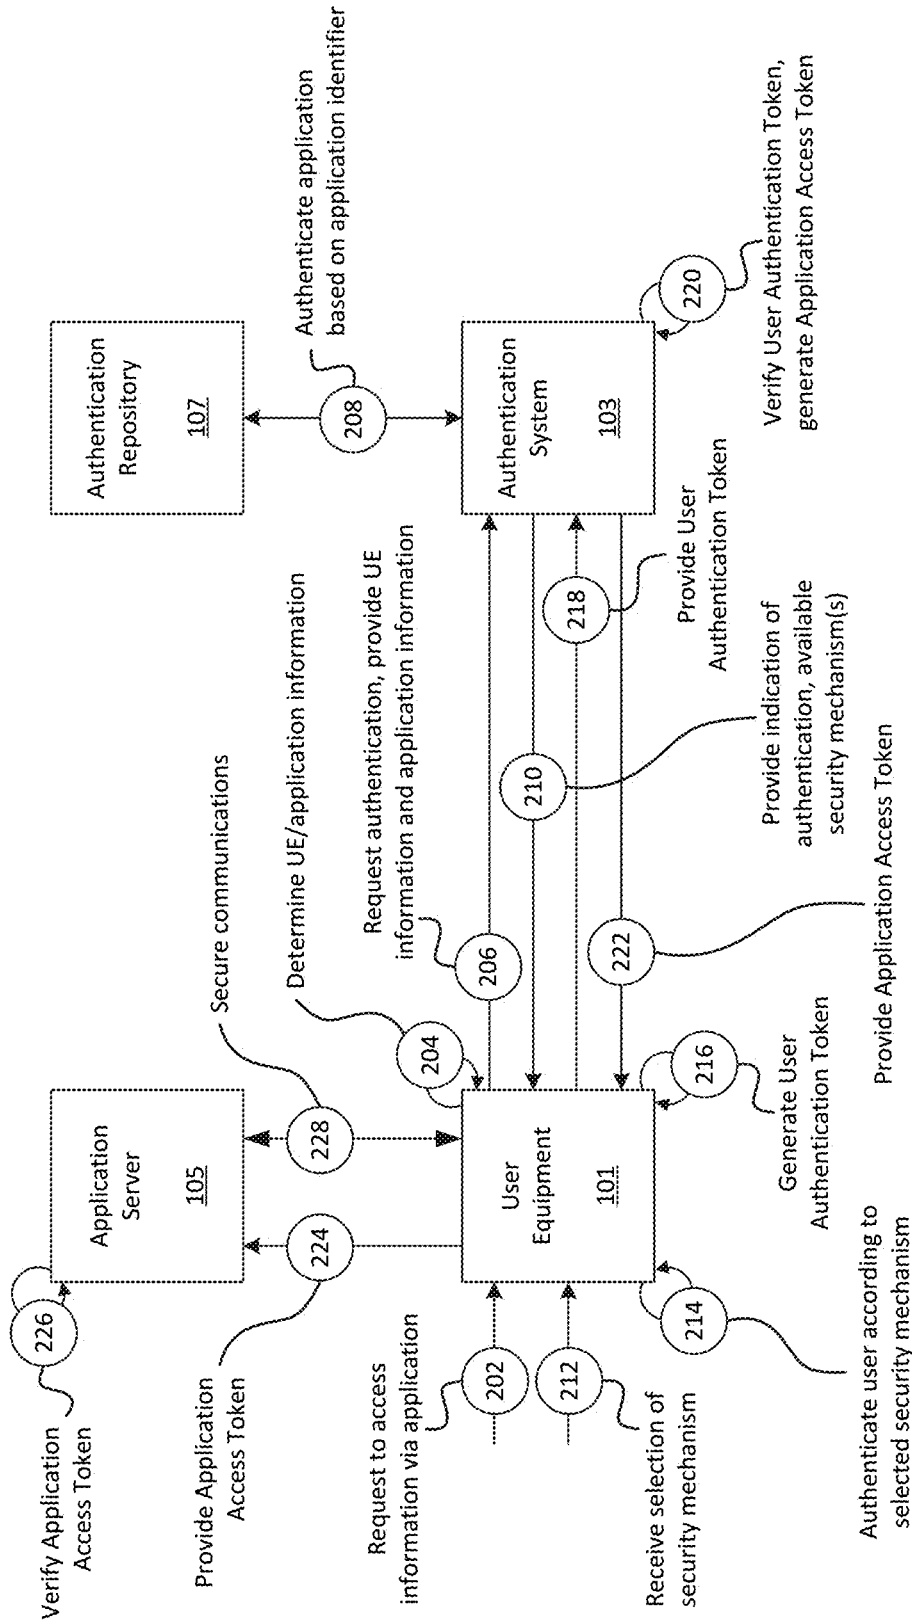 Verify Application
Access Token
226
Application
Server
105
Authentication
Repository
107
Provide Application
Access Token
224
228
Secure communications
208
Authenticate application
based on application identifier
Determine UE/application information
204
Request to access
information via application
202
Request authentication, provide UE
information and application information
206
User
Equipment
101
Authentication
System
103
210
218
222
212
Receive selection of
security mechanism
214
Authenticate user according to
selected security mechanism
216
Generate User
Authentication Token
Provide User
Authentication Token
Provide indication of
authentication, available
security mechanism(s)
Provide Application Access Token
220
Verify User Authentication Token,
generate Application Access Token